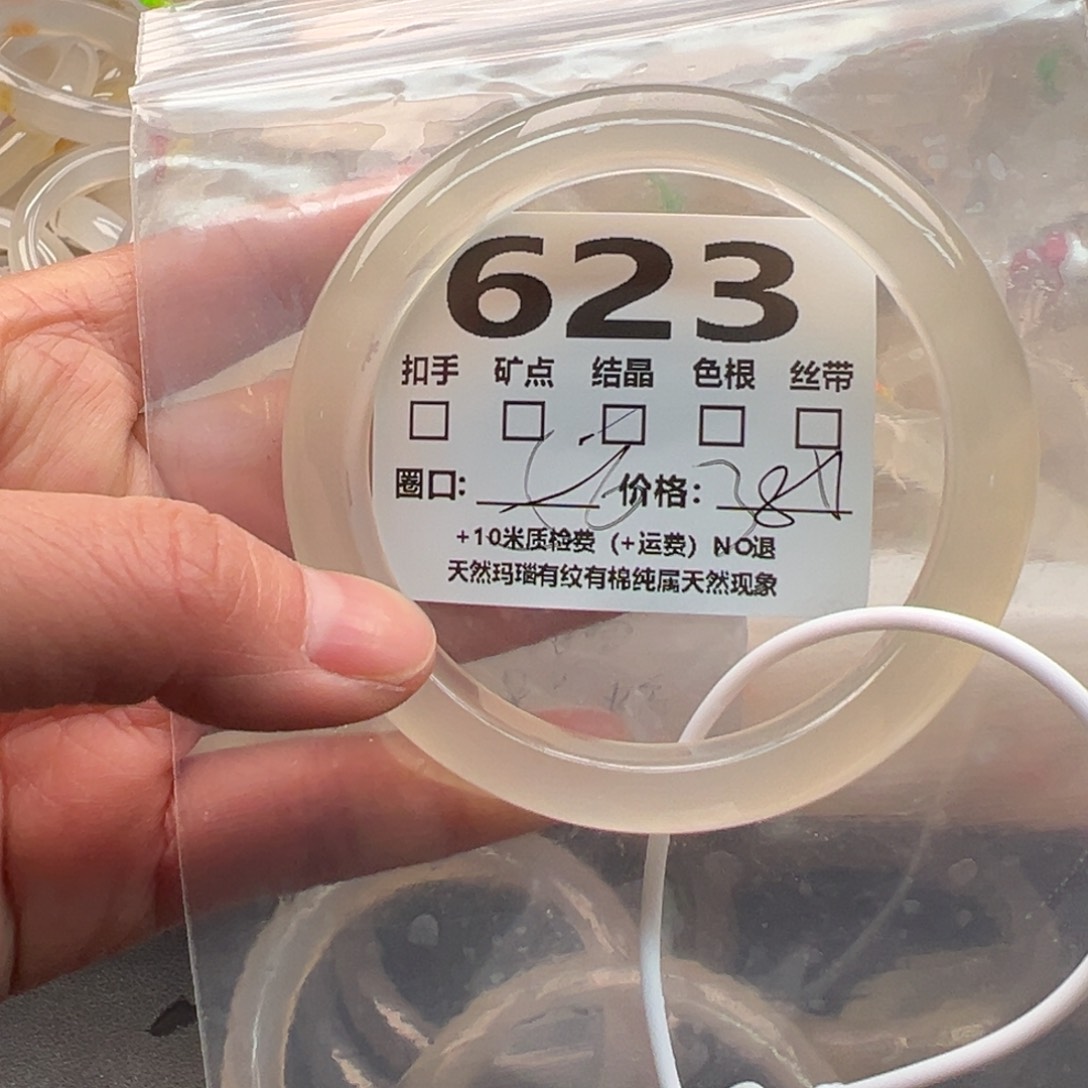 623
扣手 矿点 结晶 色根 丝带
圈口: 价格:
+10米质检费（+运费）NO退
天然玛瑙有纹有棉纯属天然现象